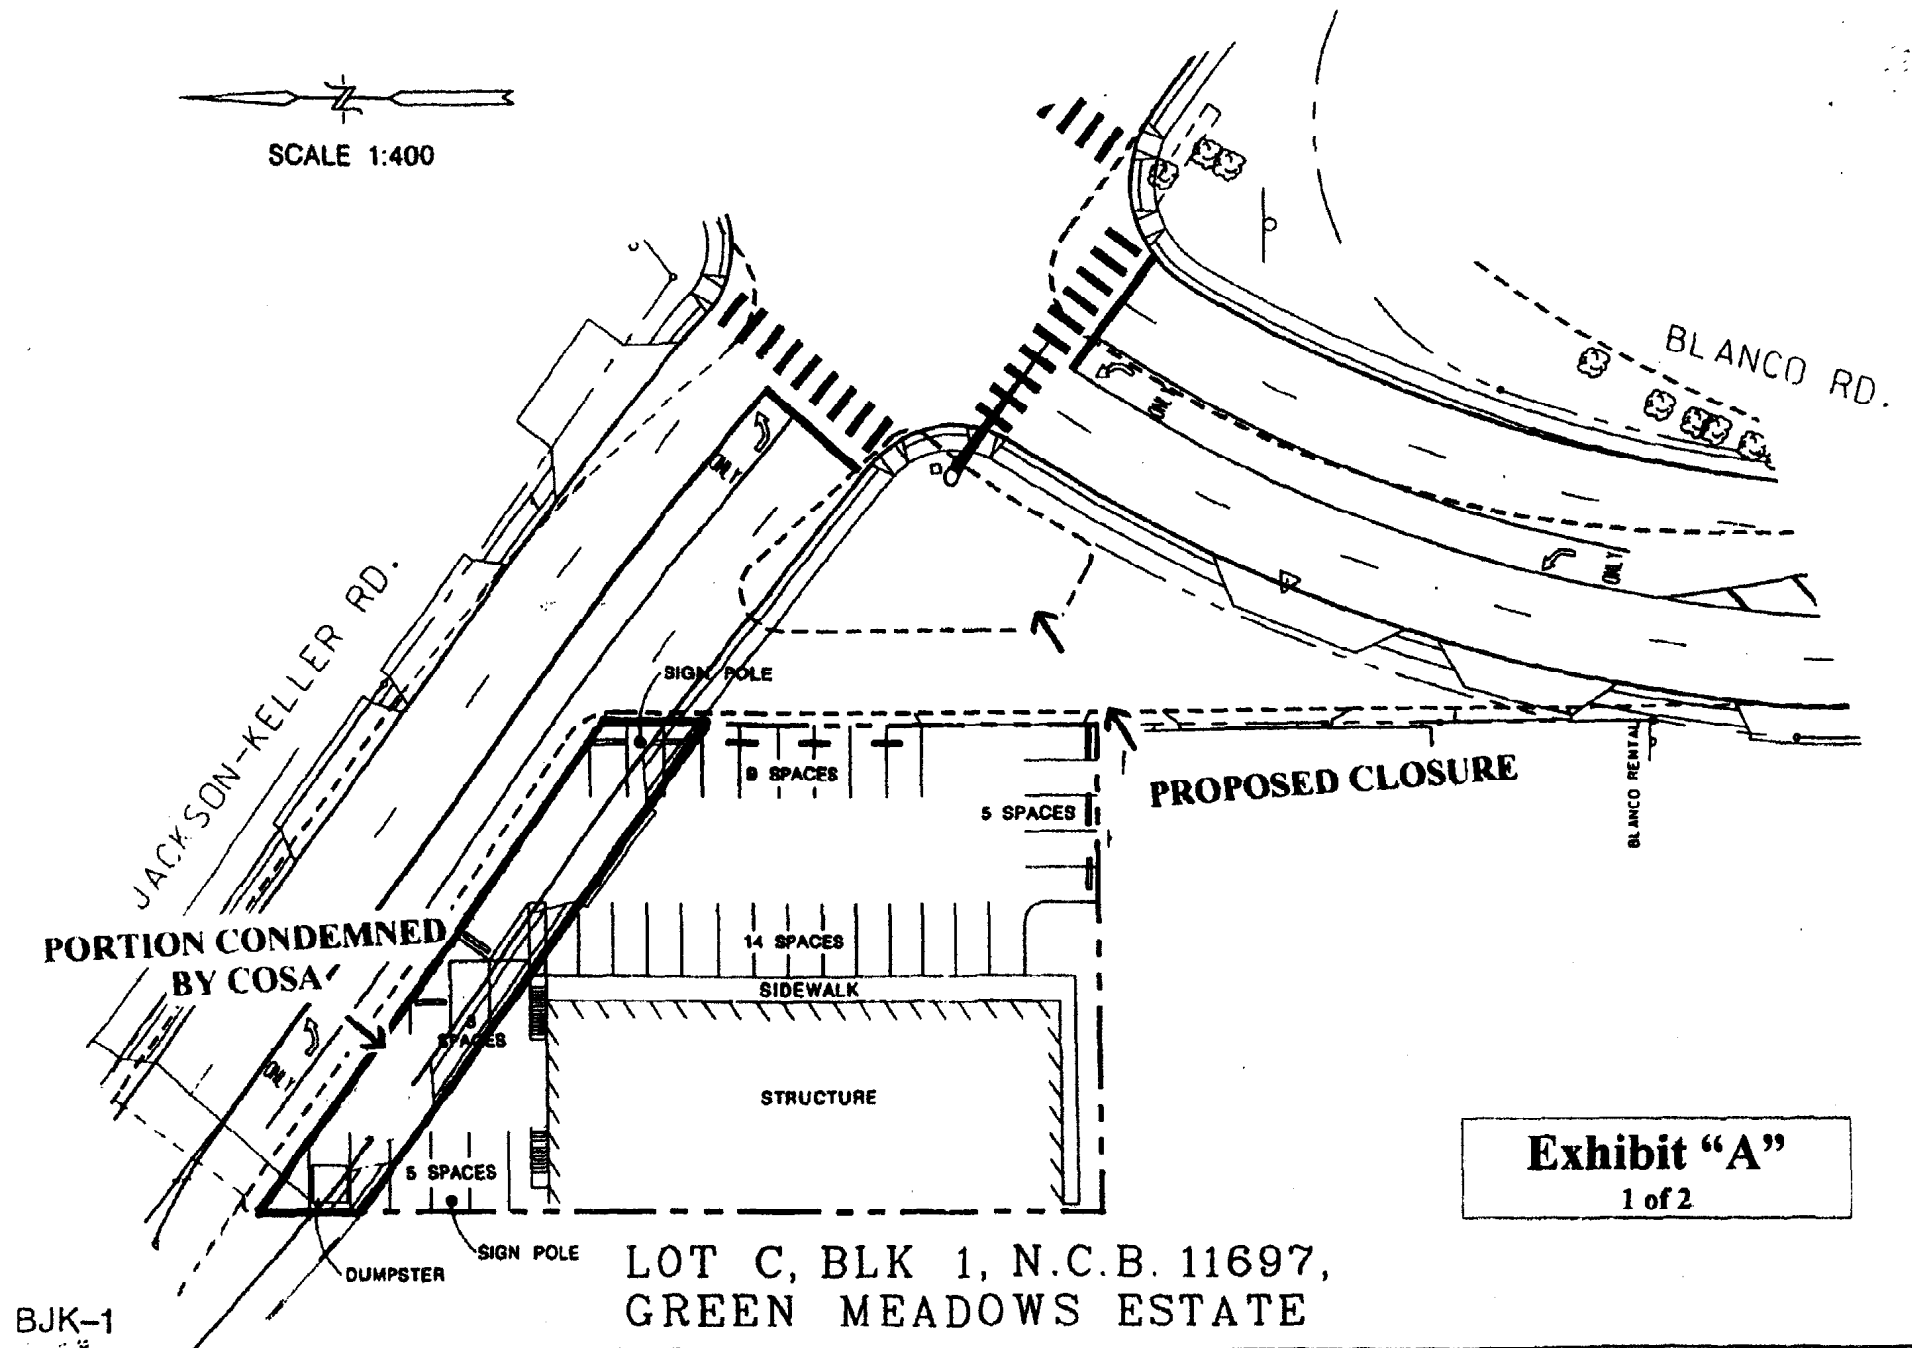 SCALE 1:400
BLANCO RD.
ONLY
ONLY
ONLY
JACKSON-KELLER RD.
SIGN POLE
9 SPACES
PROPOSED CLOSURE
5 SPACES
BLANCO RENTAL
PORTION CONDEMNED
BY COSA
14 SPACES
SIDEWALK
SPACES
ONLY
STRUCTURE
5 SPACES
Exhibit “A”
1 of 2
SIGN POLE
DUMPSTER
LOT C, BLK 1, N.C.B. 11697,
GREEN MEADOWS ESTATE
BJK-1